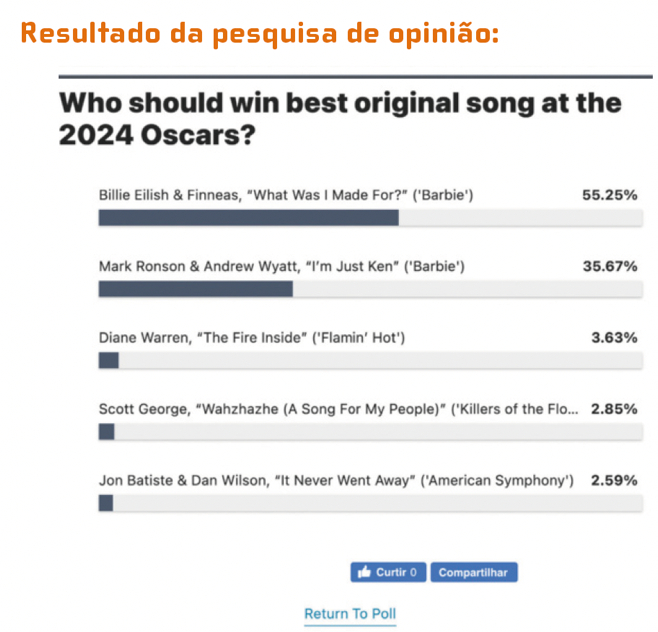 Resultado da pesquisa de opinião:
Who should win best original song at the
2024 Oscars?
Billie Eilish & Finneas, “What Was I Made For?” ('Barbie') 55.25%
Mark Ronson & Andrew Wyatt, “I’m Just Ken” ('Barbie') 35.67%
Diane Warren, “The Fire Inside” ('Flamin’ Hot') 3.63%
Scott George, “Wahzhazhe (A Song For My People)” ('Killers of the Flo... 2.85%
Jon Batiste & Dan Wilson, “It Never Went Away” ('American Symphony') 2.59%
Curtir 0 Compartilhar
Return To Poll